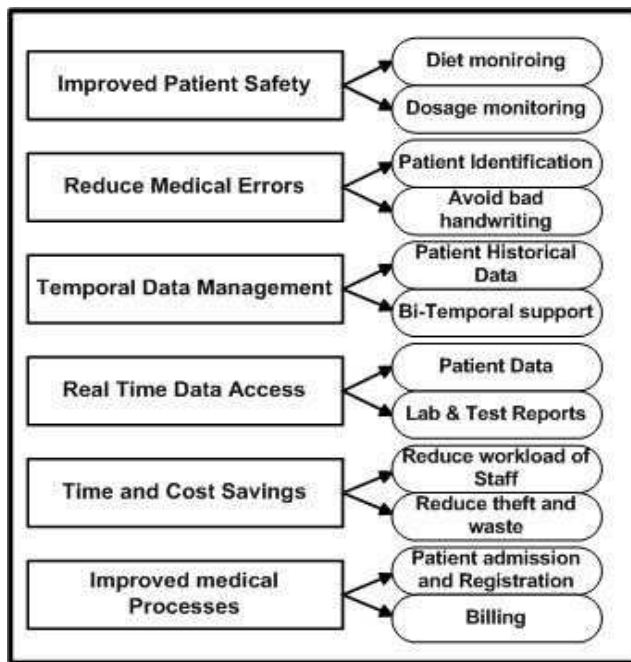 Improved Patient Safety
Diet moniroing
Dosage monitoring
Reduce Medical Errors
Patient Identification
Avoid bad
handwriting
Temporal Data Management
Patient Historical
Data
Bi-Temporal support
Real Time Data Access
Patient Data
Lab & Test Reports
Time and Cost Savings
Reduce workload of
Staff
Reduce theft and
waste
Improved medical
Processes
Patient admission
and Registration
Billing